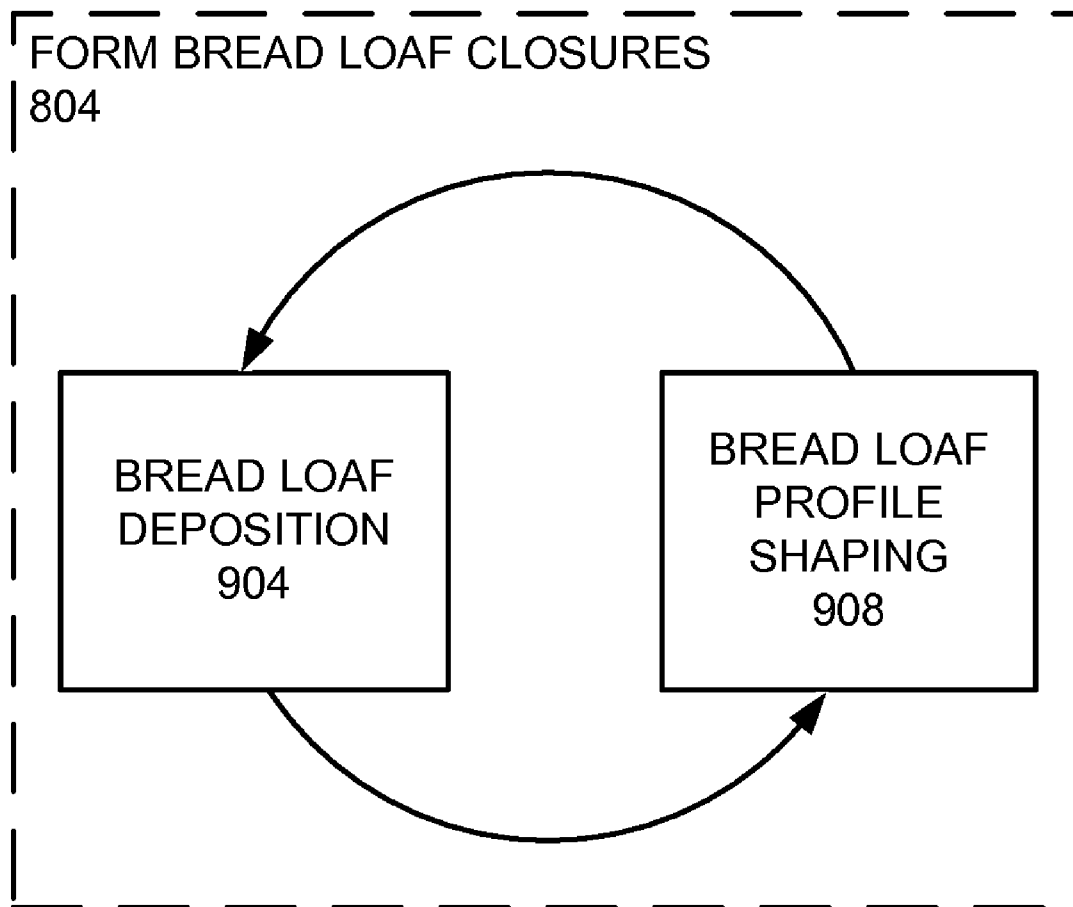 FORM BREAD LOAF CLOSURES
804
BREAD LOAF
DEPOSITION
904
BREAD LOAF
PROFILE
SHAPING
908